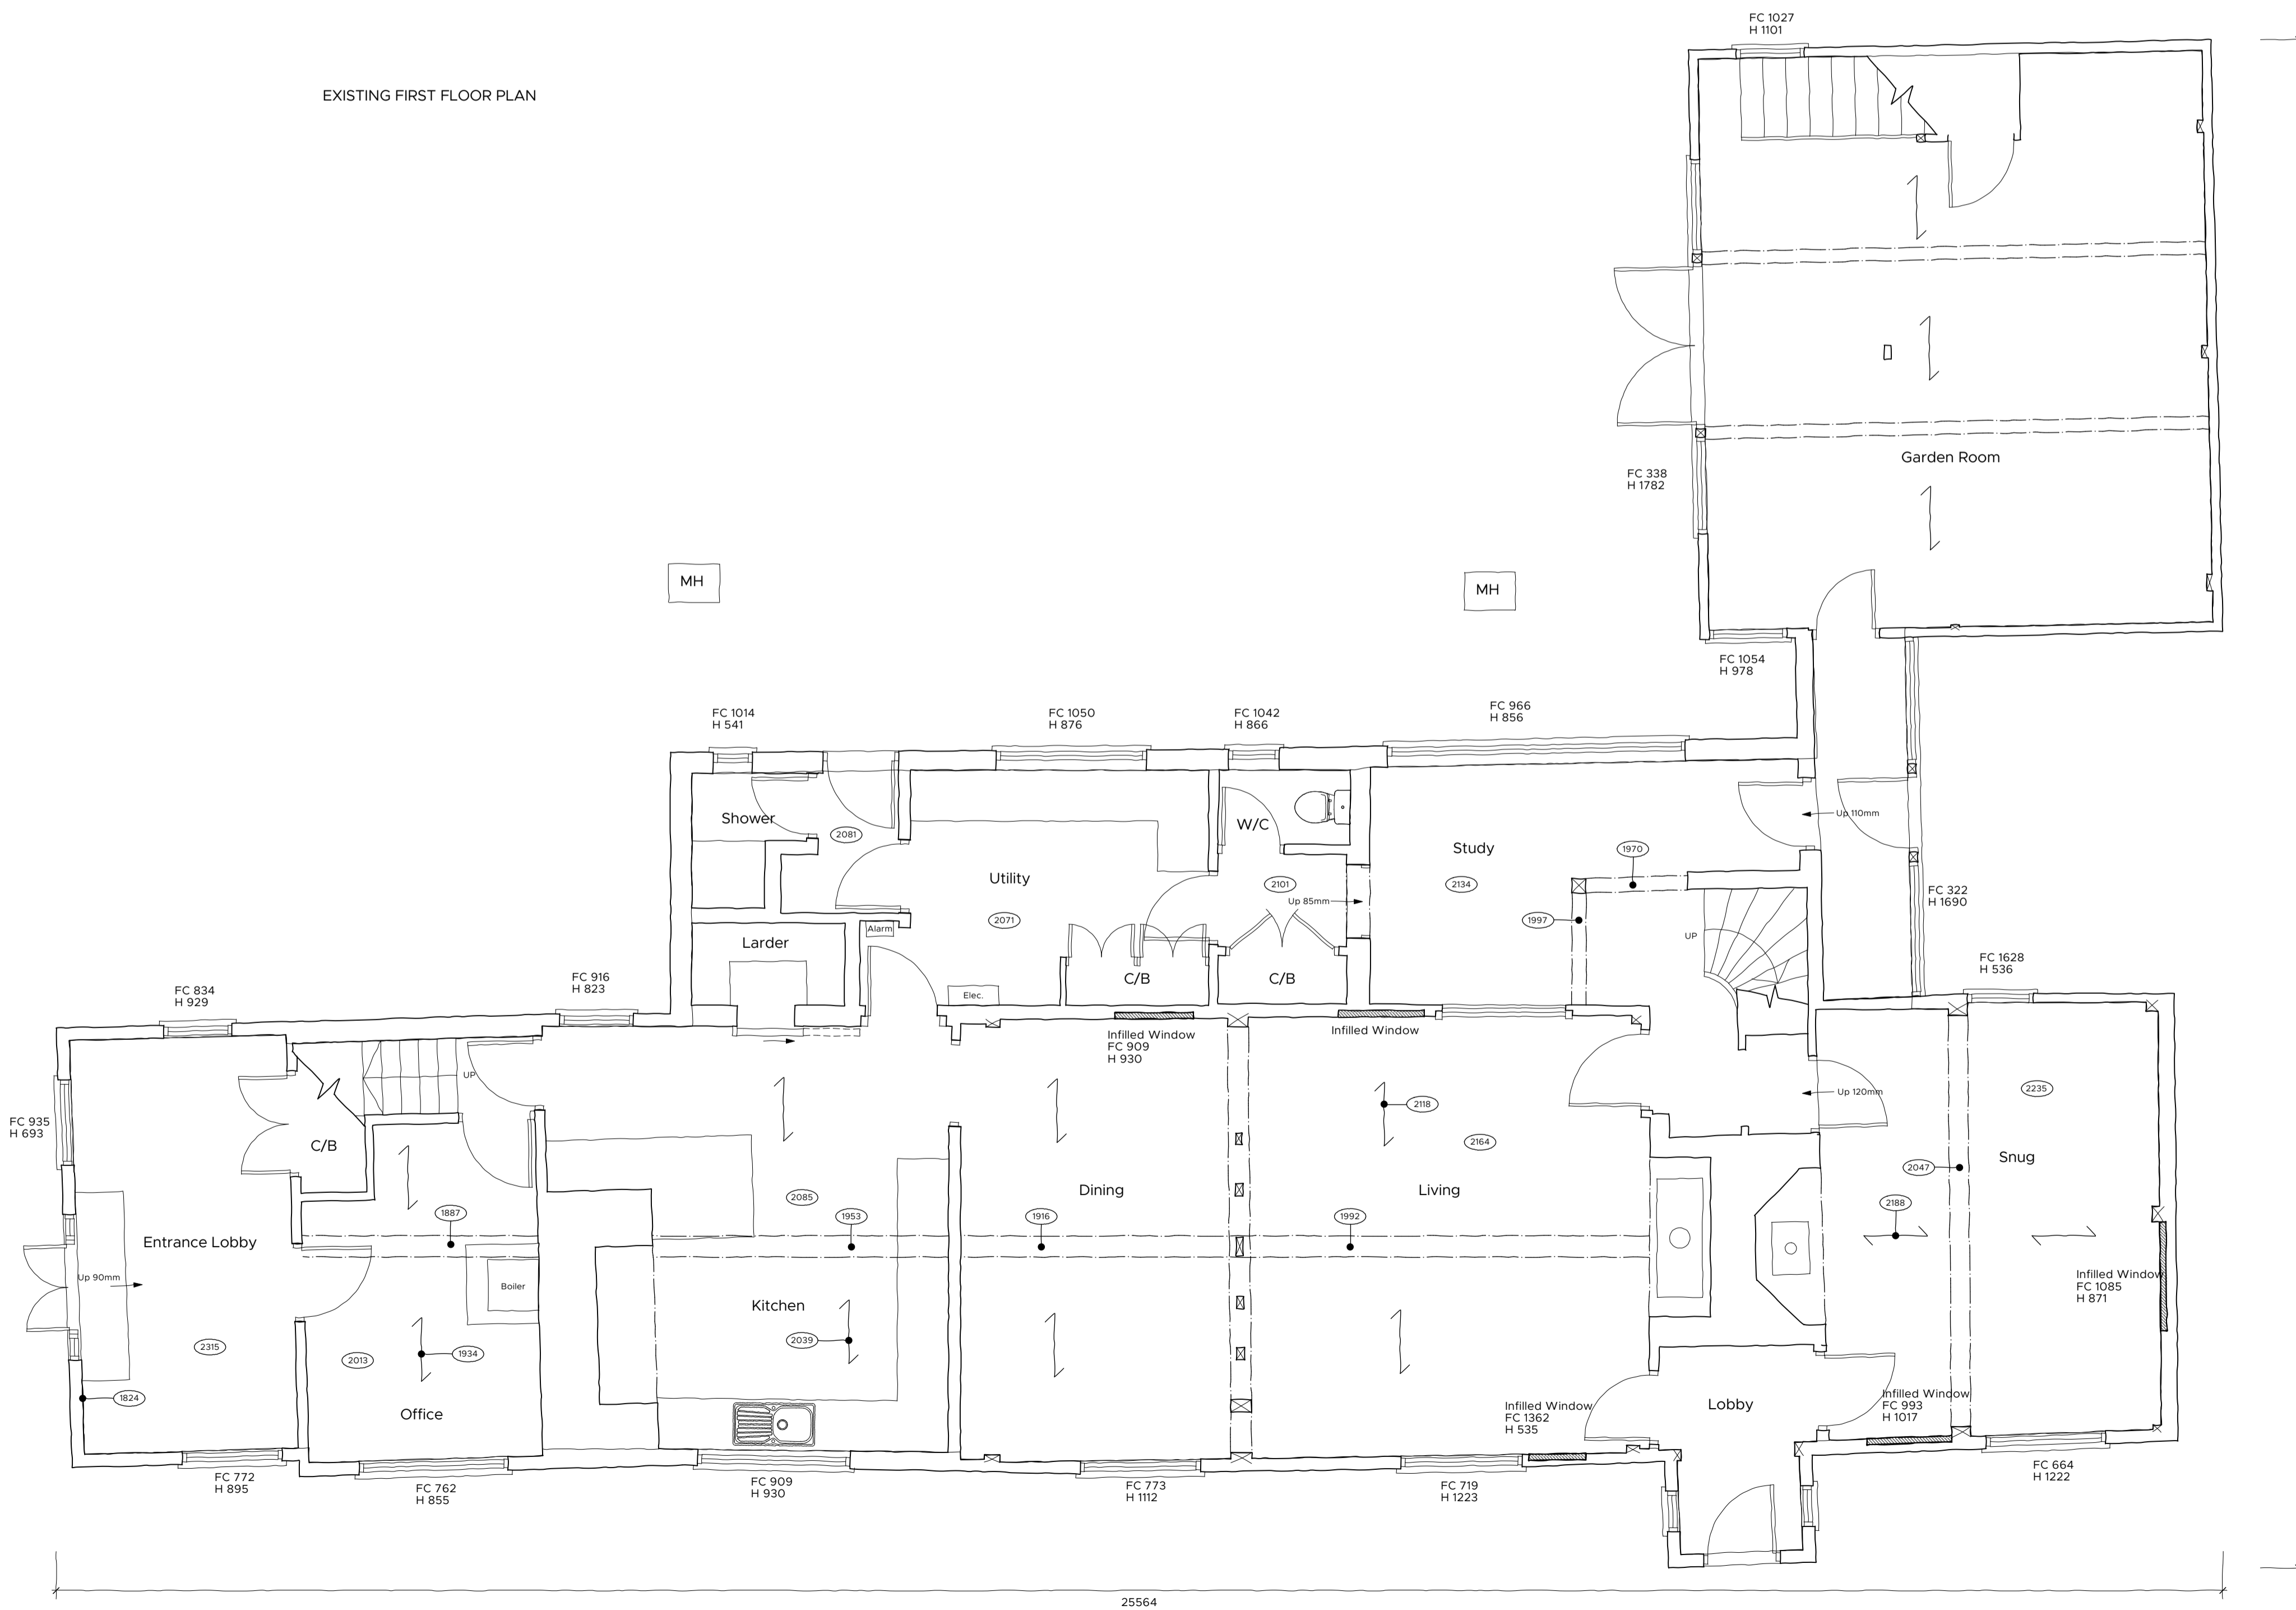 FC 1027
H 1101
EXISTING FIRST FLOOR PLAN
Garden Room
FC 338
H 1782
MH
MH
FC 1054
H 978
FC 1014
H 541
FC 1050
H 876
FC 1042
H 866
FC 966
H 856
Shower
2081
W/C
Up 110mm
Study
1970
Utility
2101
2134
Up 85mm
FC 322
H 1690
2071
1997
Alarm
UP
Larder
C/B
C/B
FC 1628
H 536
FC 916
H 823
FC 834
H 929
Elec.
Infilled Window
FC 909
H 930
Infilled Window
UP
2235
Up 120mm
2118
FC 935
H 693
C/B
2164
Snug
2047
Dining
Living
2085
2188
1887
1953
1916
1992
Entrance Lobby
Up 90mm
Boiler
Infilled Window
FC 1085
H 871
Kitchen
2039
2315
2013
1934
1824
Office
Lobby
Infilled Window
FC 993
H 1017
Infilled Window
FC 1362
H 535
FC 772
H 895
FC 762
H 855
FC 909
H 930
FC 773
H 1112
FC 719
H 1223
FC 664
H 1222
25564